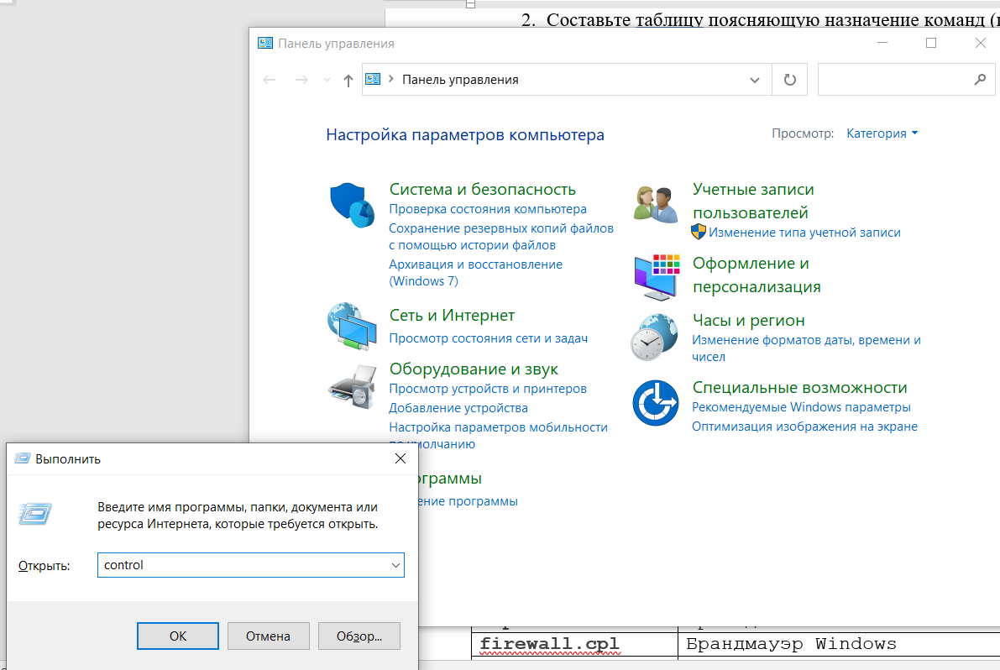 2. Составьте таблицу поясняющую назначение команд
Панель управления
Панель управления
Настройка параметров компьютера
Просмотр: Категория
Система и безопасность
Проверка состояния компьютера
Сохранение резервных копий файлов
с помощью истории файлов
Архивация и восстановление
(Windows 7)
Сеть и Интернет
Просмотр состояния сети и задач
Оборудование и звук
Просмотр устройств и принтеров
Добавление устройства
Настройка параметров мобильности
по умолчанию
ограммы
ение программы
Учетные записи
пользователей
Изменение типа учетной записи
Оформление и
персонализация
Часы и регион
Изменение форматов даты, времени и
чисел
Специальные возможности
Рекомендуемые Windows параметры
Оптимизация изображения на экране
Выполнить
Введите имя программы, папки, документа или
ресурса Интернета, которые требуется открыть.
Открыть: control
ОК Отмена Обзор...
firewall.cpl Брандмауэр Windows